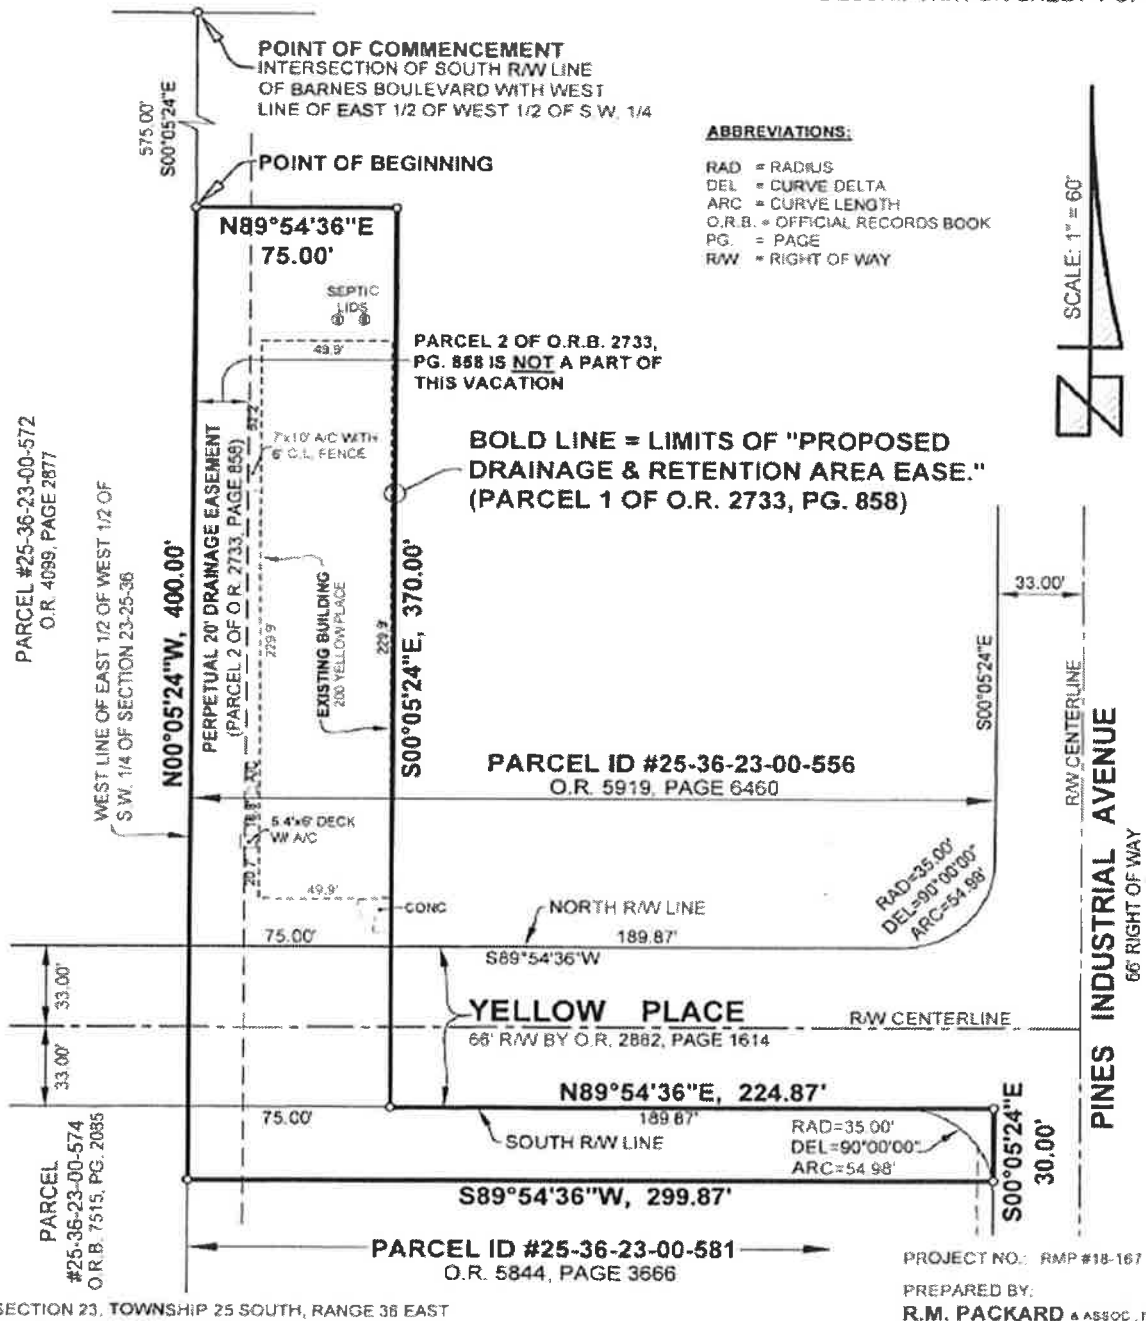 POINT OF COMMENCEMENT
INTERSECTION OF SOUTH R/W LINE
OF BARNES BOULEVARD WITH WEST
LINE OF EAST 1/2 OF WEST 1/2 OF S.W. 1/4
575.00'
S00°05'24"E
POINT OF BEGINNING
ABBREVIATIONS:
RAD = RADIUS
DEL = CURVE DELTA
ARC = CURVE LENGTH
O.R.B. = OFFICIAL RECORDS BOOK
PG. = PAGE
R/W = RIGHT OF WAY
SCALE: 1" = 60'
N
N89°54'36"E
75.00'
SEPTIC
LIDS
49.9'
PARCEL 2 OF O.R.B. 2733,
PG. 858 IS NOT A PART OF
THIS VACATION
7'x10' A/C WITH
6' C.L. FENCE
BOLD LINE = LIMITS OF "PROPOSED
DRAINAGE & RETENTION AREA EASE."
(PARCEL 1 OF O.R. 2733, PG. 858)
PARCEL #25-36-23-00-572
O.R. 4099, PAGE 2877
WEST LINE OF EAST 1/2 OF WEST 1/2 OF
S.W. 1/4 OF SECTION 23-25-36
N00°05'24"W, 400.00'
PERPETUAL 20' DRAINAGE EASEMENT
(PARCEL 2 OF O.R. 2733, PAGE 858)
229.9'
EXISTING BUILDING
200 YELLOW PLACE
229.9'
S00°05'24"E, 370.00'
33.00'
S00°05'24"E
R/W CENTERLINE
PINES INDUSTRIAL AVENUE
66' RIGHT OF WAY
PARCEL ID #25-36-23-00-556
O.R. 5919, PAGE 6460
5.4'x6' DECK
W/ A/C
20.7'
49.9'
CONC
RAD=35.00'
DEL=90°00'00"
ARC=54.98'
NORTH R/W LINE
75.00'
189.87'
S89°54'36"W
33.00'
33.00'
YELLOW PLACE
66' R/W BY O.R. 2882, PAGE 1614
R/W CENTERLINE
N89°54'36"E, 224.87'
75.00'
189.87'
SOUTH R/W LINE
RAD=35.00'
DEL=90°00'00"
ARC=54.98'
S00°05'24"E
30.00'
S89°54'36"W, 299.87'
PARCEL
#25-36-23-00-574
O.R.B. 7515, PG. 2085
PARCEL ID #25-36-23-00-581
O.R. 5844, PAGE 3666
PROJECT NO.: RMP #18-167
PREPARED BY:
R.M. PACKARD & ASSOC.
SECTION 23, TOWNSHIP 25 SOUTH, RANGE 36 EAST